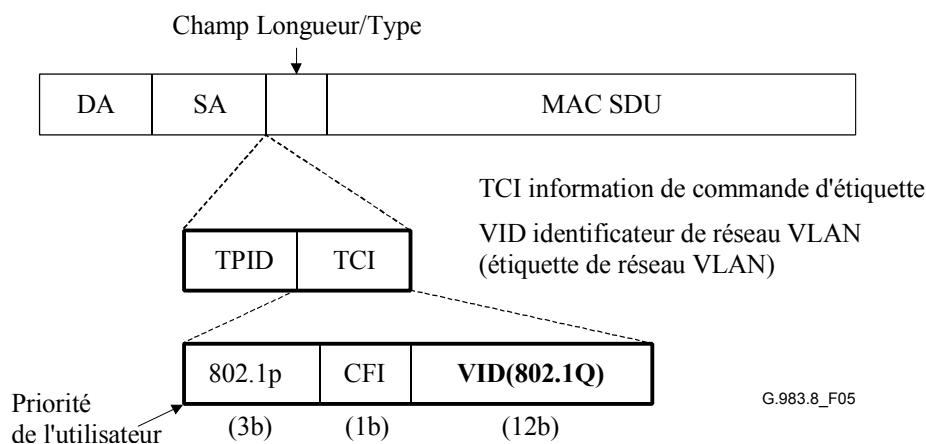 Champ Longueur/Type
DA SA MAC SDU
TCI information de commande d'étiquette
VID identificateur de réseau VLAN
(étiquette de réseau VLAN)
TPID TCI
802.1p CFI VID(802.1Q)
G.983.8_F05
Priorité
de l'utilisateur
(3b) (1b) (12b)